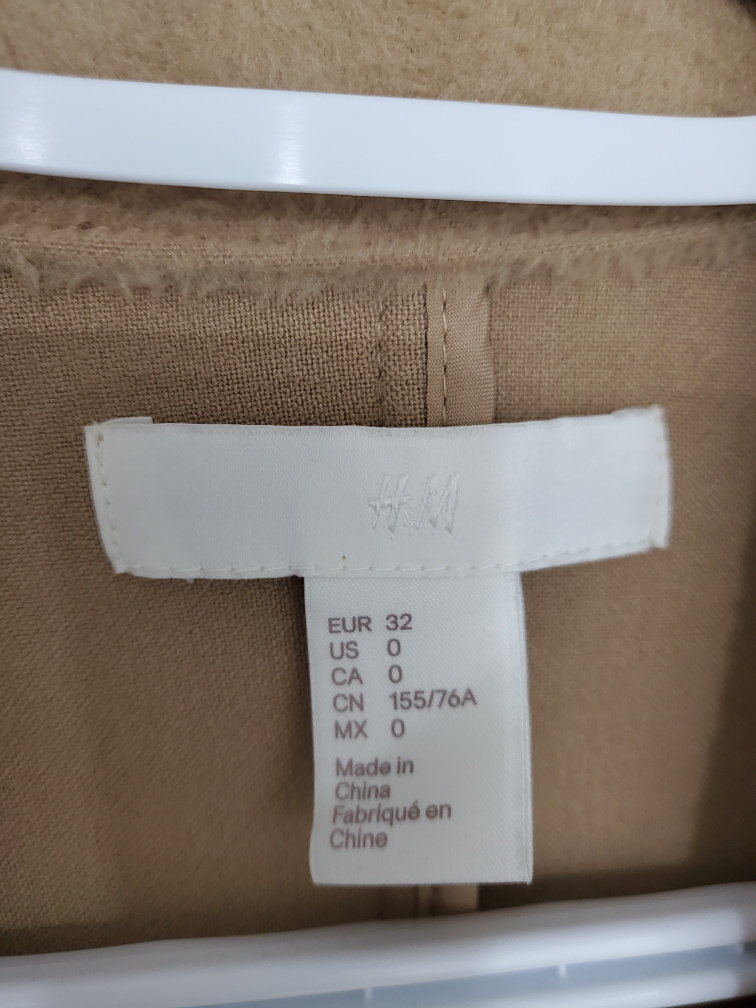 H&M
EUR 32
US 0
CA 0
CN 155/76A
MX 0
Made in
China
Fabriqué en
Chine